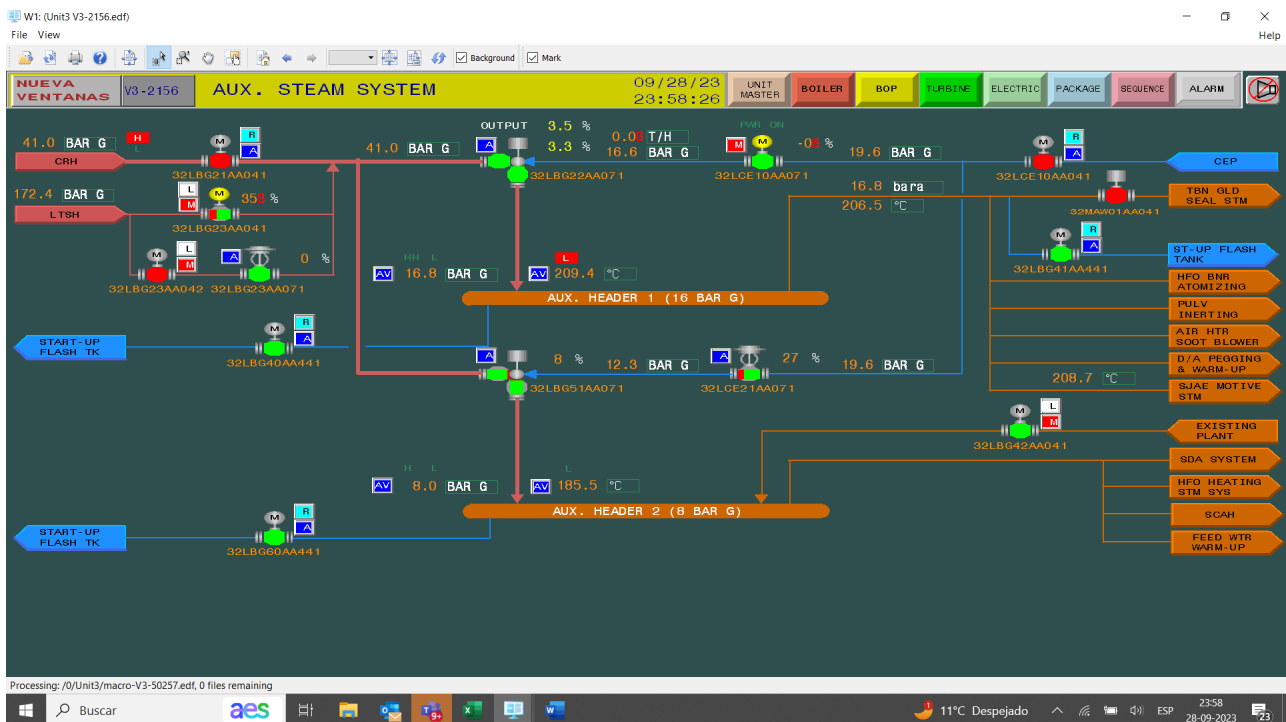 W1: (Unit3 V3-2156.edf)
File View
Help
Background
Mark
NUEVA
VENTANAS
V3-2156
AUX. STEAM SYSTEM
09/28/23
23:58:26
UNIT
MASTER
BOILER
BOP
TURBINE
ELECTRIC
PACKAGE
SEQUENCE
ALARM
OUTPUT 3.5 %
3.3 %
0.0 T/H
16.6 BAR G
PWR ON
M
M
-0 %
19.6 BAR G
41.0 BAR G
H
L
M
R
A
41.0 BAR G
A
M
R
A
CRH
CEP
32LBG21AA041
32LBG22AA071
32LCE10AA071
32LCE10AA041
172.4 BAR G
L
M
M
35 %
16.8 bara
206.5 °C
TBN GLD
SEAL STM
32MAW01AA041
LTSH
32LBG23AA041
M
L
M
A
0 %
M
R
A
ST-UP FLASH
TANK
32LBG41AA441
HH L
L
AV 16.8 BAR G
AV 209.4 °C
HFO BNR
ATOMIZING
32LBG23AA042 32LBG23AA071
AUX. HEADER 1 (16 BAR G)
PULV
INERTING
AIR HTR
SOOT BLOWER
START-UP
FLASH TK
M
R
A
32LBG40AA441
A
8 %
12.3 BAR G
A
27 %
19.6 BAR G
D/A PEGGING
& WARM-UP
208.7 °C
32LBG51AA071
32LCE21AA071
SJAE MOTIVE
STM
M
L
M
EXISTING
PLANT
32LBG42AA041
SDA SYSTEM
H L
L
AV 8.0 BAR G
AV 185.5 °C
HFO HEATING
STM SYS
AUX. HEADER 2 (8 BAR G)
SCAH
START-UP
FLASH TK
M
R
A
32LBG60AA441
FEED WTR
WARM-UP
Processing: /0/Unit3/macro-V3-50257.edf, 0 files remaining
Buscar
aes
9+
11°C Despejado
ESP
23:58
28-09-2023
23